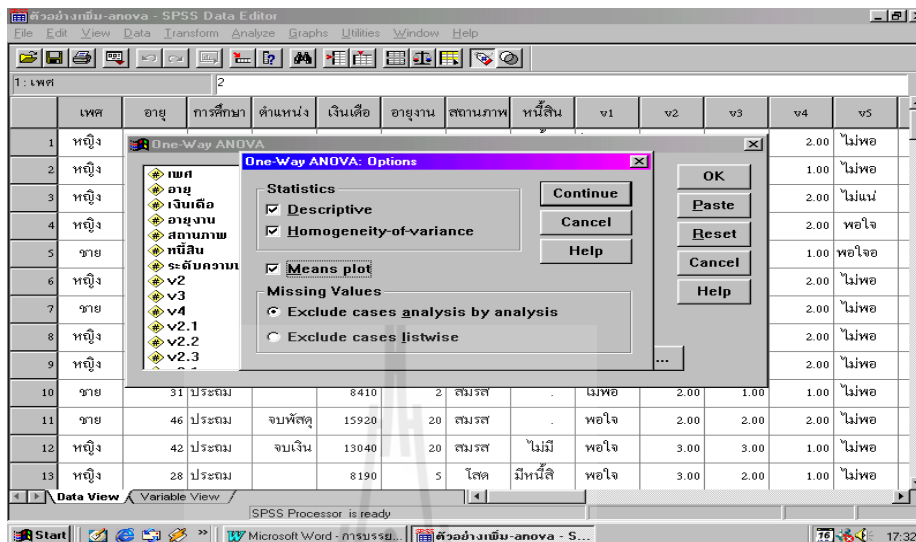 ตัวอย่างเพิ่ม-anova - SPSS Data Editor
File Edit View Data Transform Analyze Graphs Utilities Window Help
1 : เพศ 2
เพศ อายุ การศึกษา ตำแหน่ง เงินเดือ อายุงาน สถานภาพ หนี้สิน v1 v2 v3 v4 v5
1 หญิง 2.00 ไม่พอ
2 หญิง 1.00 ไม่พอ
3 หญิง 2.00 ไม่แน่
4 หญิง 2.00 พอใจ
5 ชาย 1.00 พอใจอ
6 หญิง 2.00 ไม่พอ
7 ชาย 2.00 ไม่พอ
8 หญิง 2.00 ไม่พอ
9 หญิง 2.00 ไม่พอ
10 ชาย 31 ประถม 8410 2 สมรส . ไม่พอ 2.00 1.00 1.00 ไม่พอ
11 ชาย 46 ประถม จบพัสดุ 15920 20 สมรส . พอใจ 2.00 2.00 2.00 ไม่พอ
12 หญิง 42 ประถม จบเงิน 13040 20 สมรส ไม่มี พอใจ 3.00 3.00 1.00 ไม่พอ
13 หญิง 28 ประถม 8190 5 โสด มีหนี้สิ พอใจ 3.00 2.00 1.00 ไม่พอ
One-Way ANOVA
เพศ
อายุ
เงินเดือ
อายุงาน
สถานภาพ
หนี้สิน
ระดับความเ
v2
v3
v4
v2.1
v2.2
v2.3
OK
Paste
Reset
Cancel
Help
...
One-Way ANOVA: Options
Statistics
Descriptive
Homogeneity-of-variance
Means plot
Missing Values
Exclude cases analysis by analysis
Exclude cases listwise
Continue
Cancel
Help
Data View Variable View
SPSS Processor is ready
Start » Microsoft Word - การบรรย... ตัวอย่างเพิ่ม-anova - S... 17:32